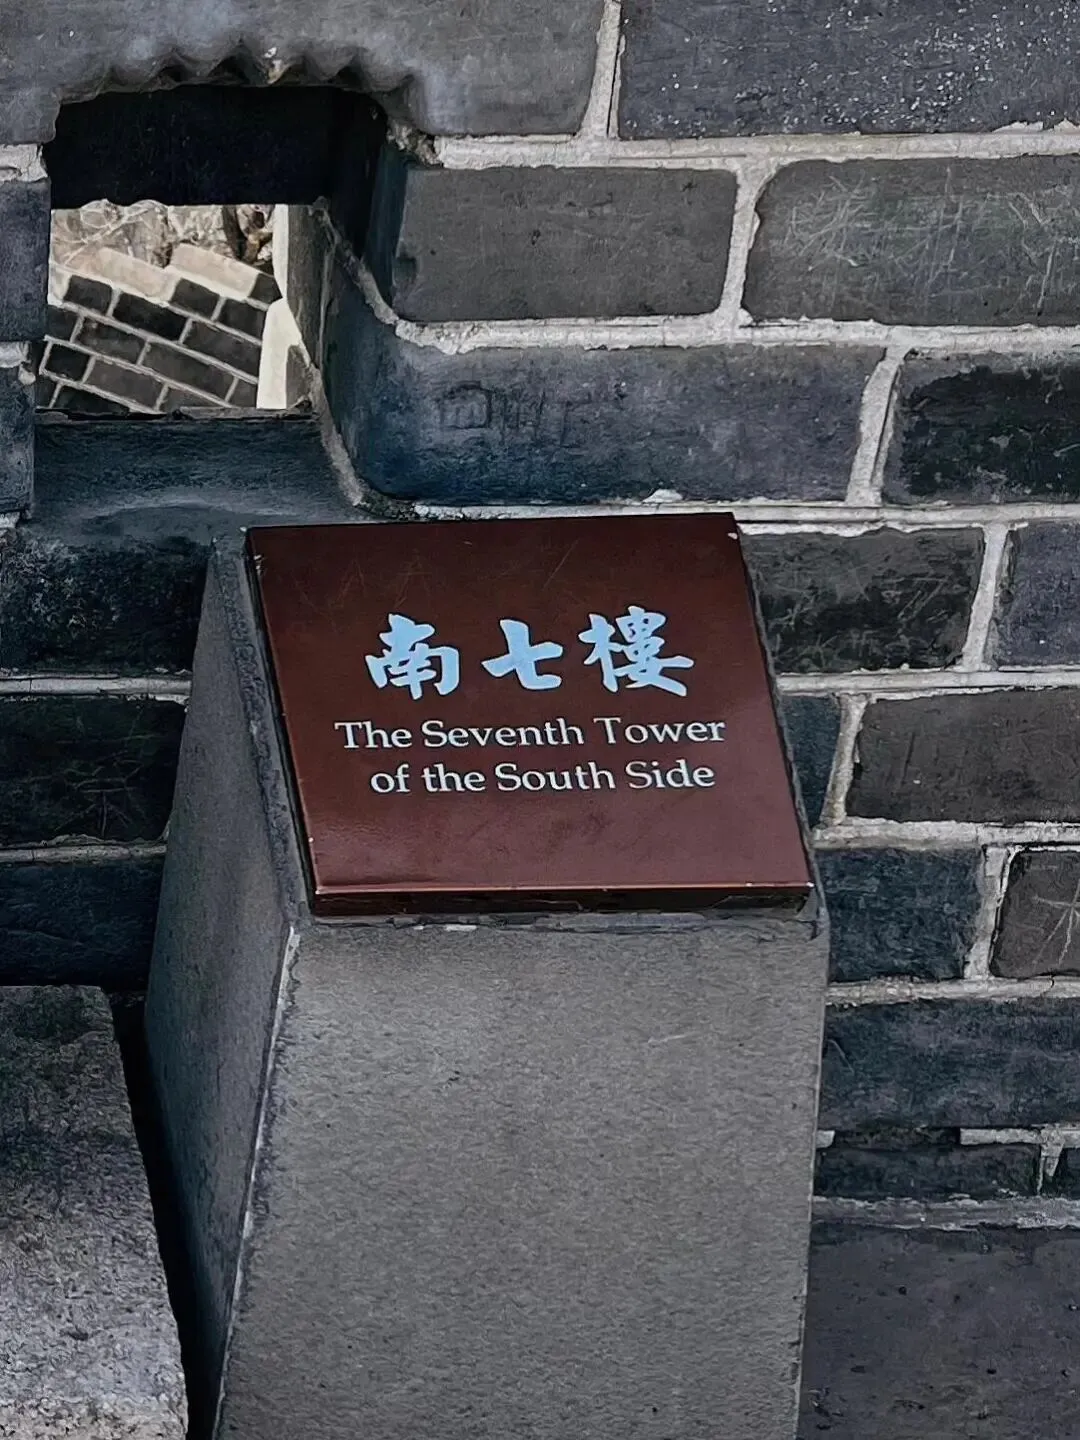 南七樓
The Seventh Tower
of the South Side